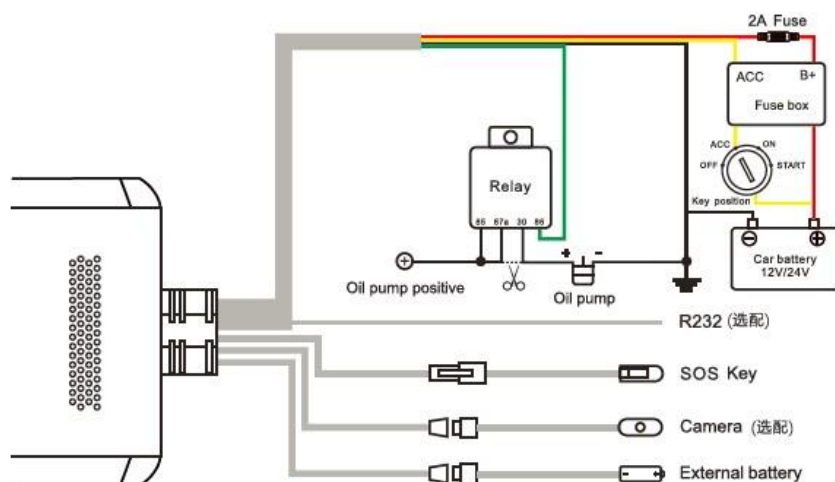 2A Fuse
ACC B+
Fuse box
ACC ON
OFF START
Key position
Relay
85 87a 30 86
+ -
Car battery
12V/24V
Oil pump positive
Oil pump
R232 (选配)
SOS Key
Camera (选配)
External battery